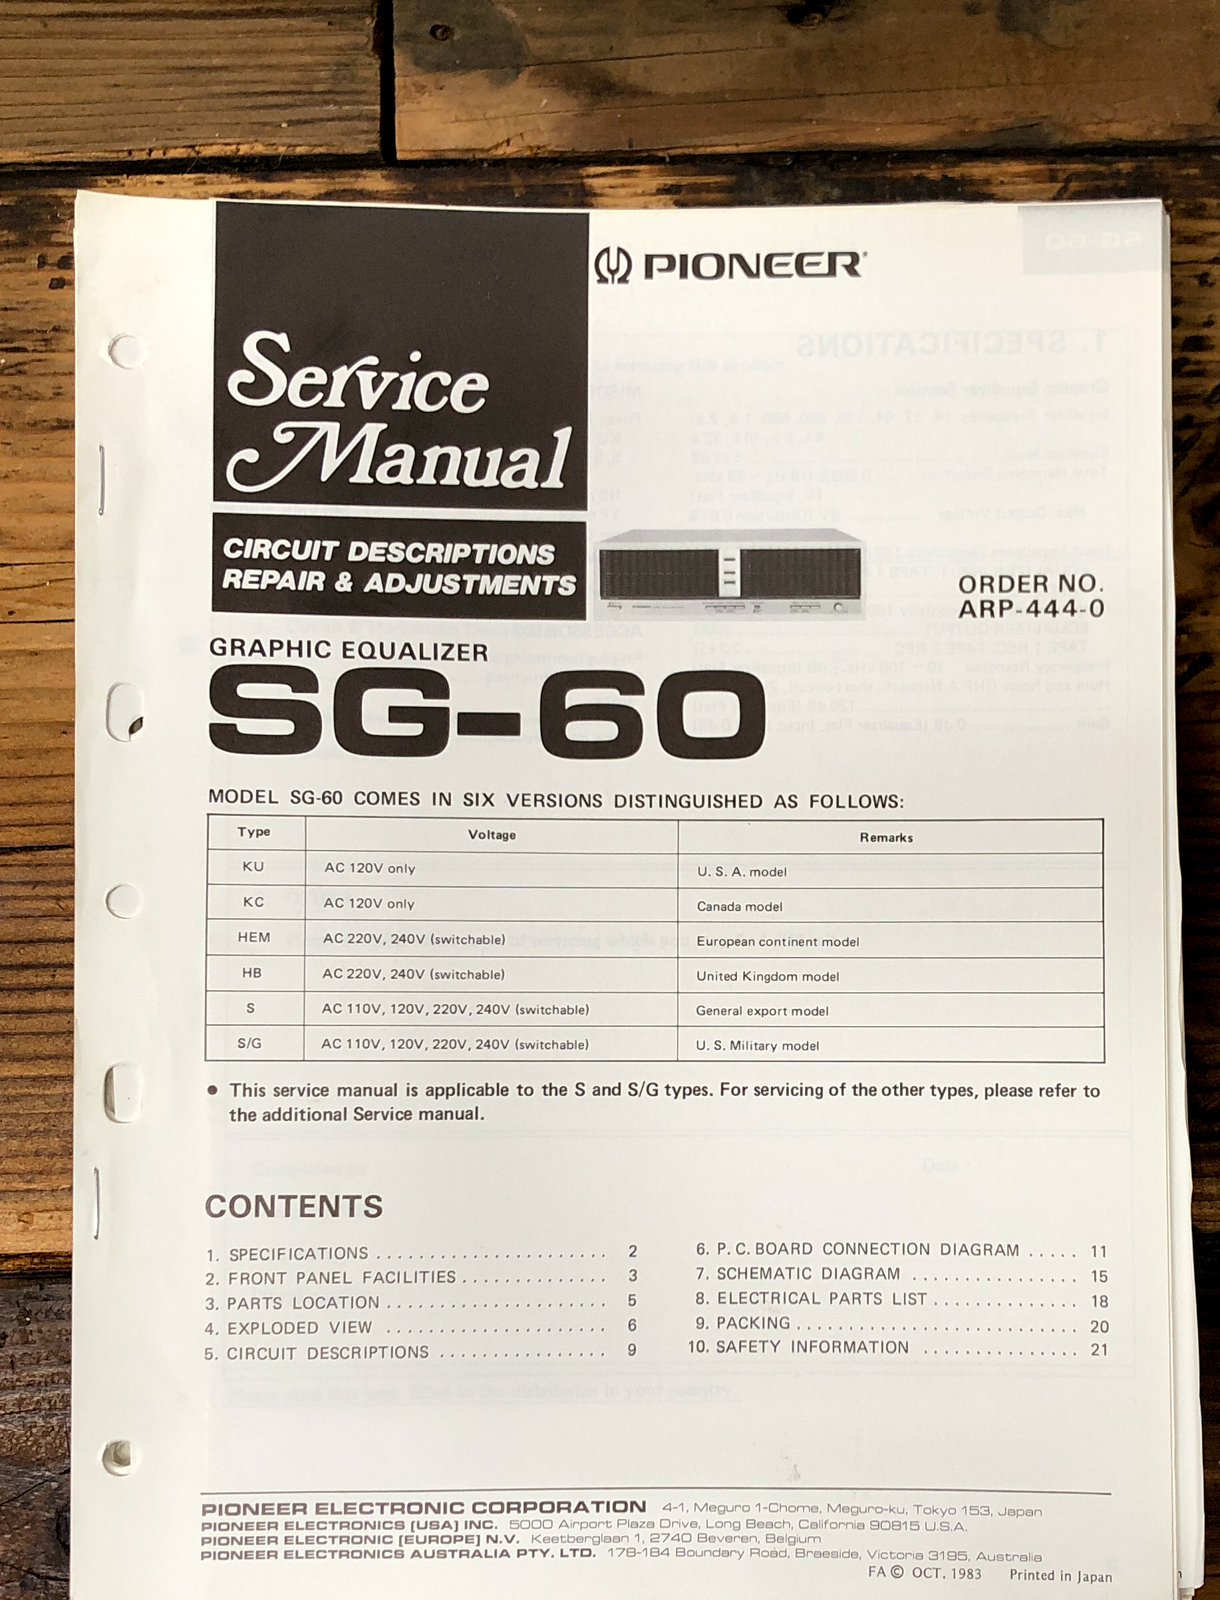 PIONEER
Service
Manual
CIRCUIT DESCRIPTIONS
REPAIR & ADJUSTMENTS
ORDER NO.
ARP-444-0
GRAPHIC EQUALIZER
SG-60
MODEL SG-60 COMES IN SIX VERSIONS DISTINGUISHED AS FOLLOWS:
Type Voltage Remarks
KU AC 120V only U. S. A. model
KC AC 120V only Canada model
HEM AC 220V, 240V (switchable) European continent model
HB AC 220V, 240V (switchable) United Kingdom model
S AC 110V, 120V, 220V, 240V (switchable) General export model
S/G AC 110V, 120V, 220V, 240V (switchable) U. S. Military model
● This service manual is applicable to the S and S/G types. For servicing of the other types, please refer to
the additional Service manual.
CONTENTS
1. SPECIFICATIONS ...................... 2
2. FRONT PANEL FACILITIES .............. 3
3. PARTS LOCATION ..................... 5
4. EXPLODED VIEW ..................... 6
5. CIRCUIT DESCRIPTIONS ................ 9
6. P. C. BOARD CONNECTION DIAGRAM ..... 11
7. SCHEMATIC DIAGRAM ................ 15
8. ELECTRICAL PARTS LIST .............. 18
9. PACKING ........................... 20
10. SAFETY INFORMATION ............... 21
PIONEER ELECTRONIC CORPORATION 4-1, Meguro 1-Chome, Meguro-ku, Tokyo 153, Japan
PIONEER ELECTRONICS [USA] INC. 5000 Airport Plaza Drive, Long Beach, California 90815 U.S.A.
PIONEER ELECTRONIC [EUROPE] N.V. Keetberglaan 1, 2740 Beveren, Belgium
PIONEER ELECTRONICS AUSTRALIA PTY. LTD. 178-184 Boundary Road, Braeside, Victoria 3195, Australia
FA © OCT. 1983 Printed in Japan